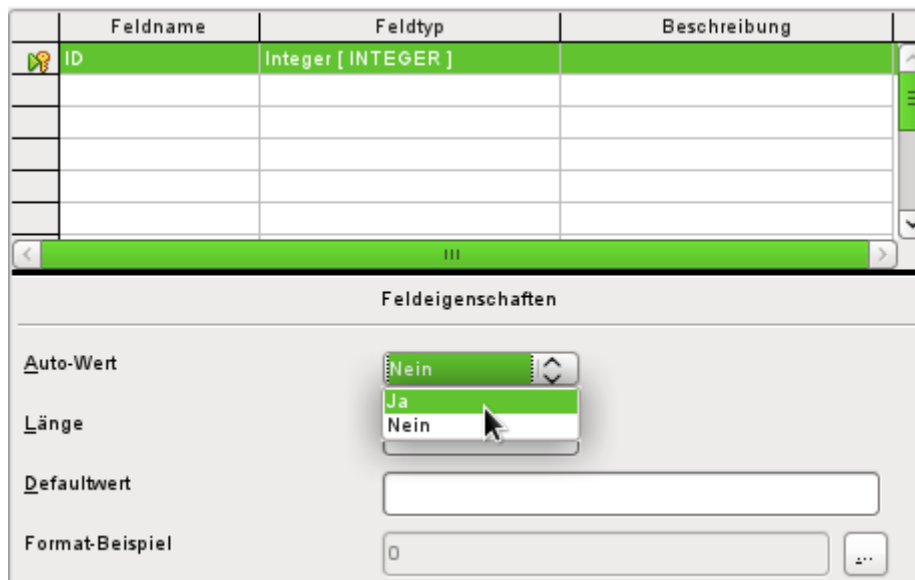 Feldname Feldtyp Beschreibung
ID Integer [ INTEGER ]
Feldeigenschaften
Auto-Wert Nein
Ja
Länge Nein
Defaultwert
Format-Beispiel 0 ...